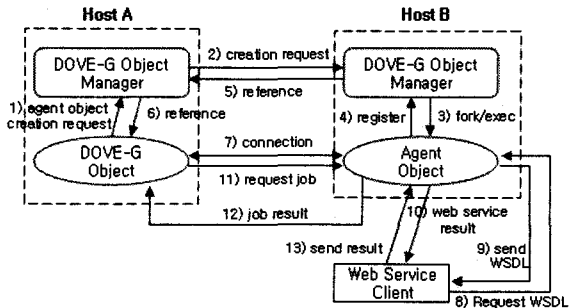 Host A
Host B
2) creation request
DOVE-G Object
Manager
DOVE-G Object
Manager
5) reference
1) agent object
creation request
6) reference
4) register
3) fork/exec
7) connection
DOVE-G
Object
Agent
Object
11) request job
12) job result
10) web service
result
13) send result
9) send
WSDL
Web Service
Client
8) Request WSDL